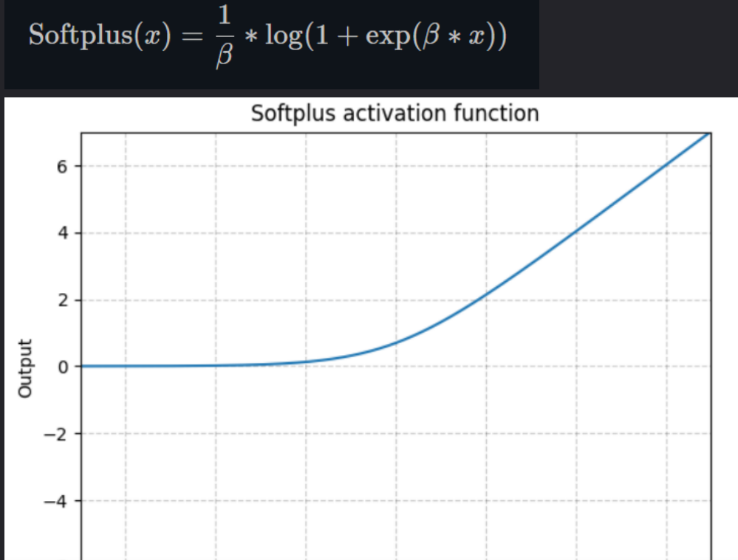 Softplus(x) = 1/β * log(1 + exp(β * x))
Softplus activation function
6
4
2
0
−2
−4
Output